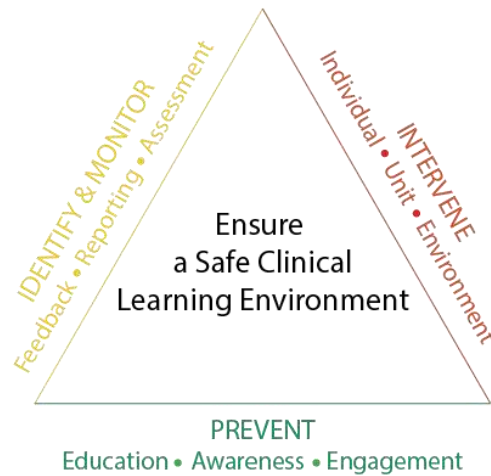 IDENTIFY & MONITOR
Feedback • Reporting • Assessment
INTERVENE
Individual • Unit • Environment
Ensure
a Safe Clinical
Learning Environment
PREVENT
Education • Awareness • Engagement